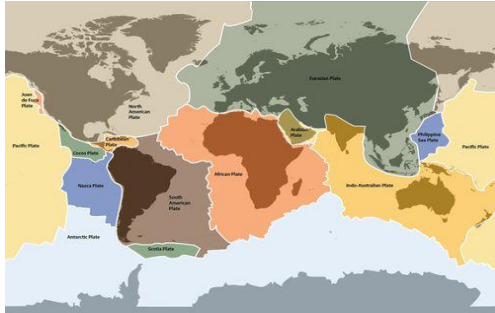 Eurasian Plate
Juan
de Fuca
Plate
North
American
Plate
Arabian
Plate
Philippine
Sea Plate
Pacific Plate
Caribbean
Plate
Cocos Plate
Pacific Plate
African Plate
Indo-Australian Plate
Nazca Plate
South
American
Plate
Antarctic Plate
Scotia Plate